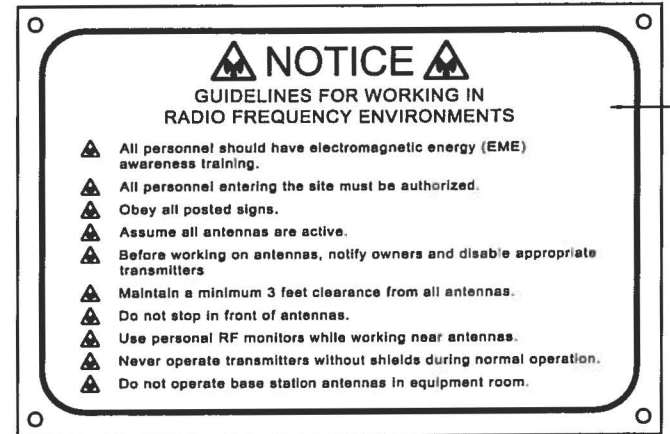 NOTICE
GUIDELINES FOR WORKING IN
RADIO FREQUENCY ENVIRONMENTS
All personnel should have electromagnetic energy (EME)
awareness training.
All personnel entering the site must be authorized.
Obey all posted signs.
Assume all antennas are active.
Before working on antennas, notify owners and disable appropriate
transmitters
Maintain a minimum 3 feet clearance from all antennas.
Do not stop in front of antennas.
Use personal RF monitors while working near antennas.
Never operate transmitters without shields during normal operation.
Do not operate base station antennas in equipment room.